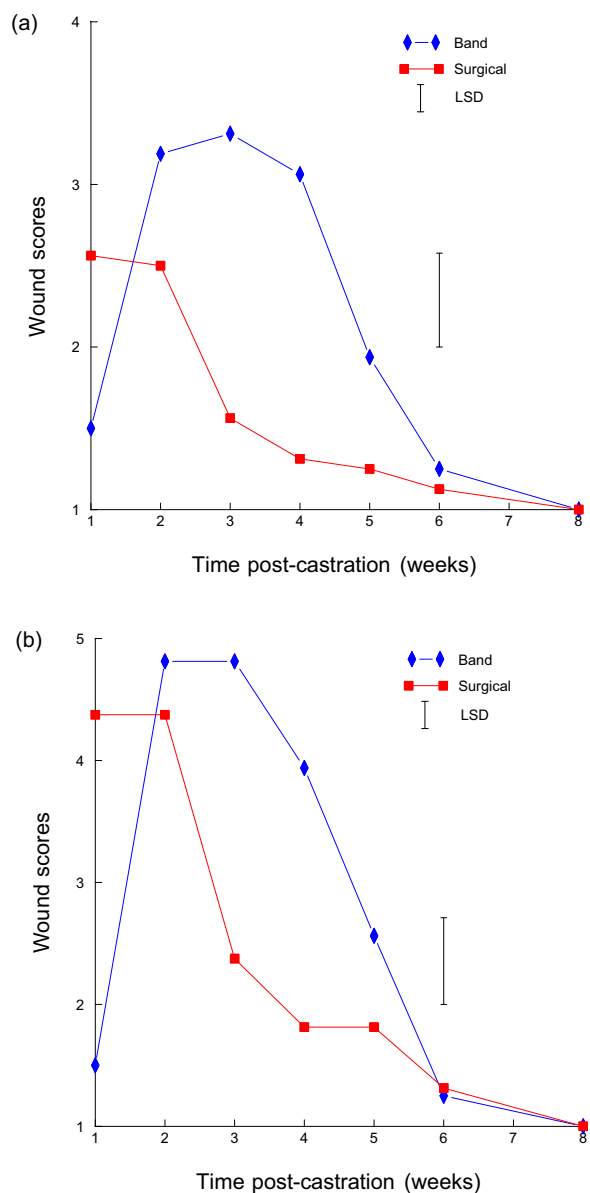 (a)
4
Band
Surgical
LSD
3
Wound scores
2
1
1 2 3 4 5 6 7 8
Time post-castration (weeks)
(b)
5
Band
Surgical
LSD
4
Wound scores
3
2
1
1 2 3 4 5 6 7 8
Time post-castration (weeks)